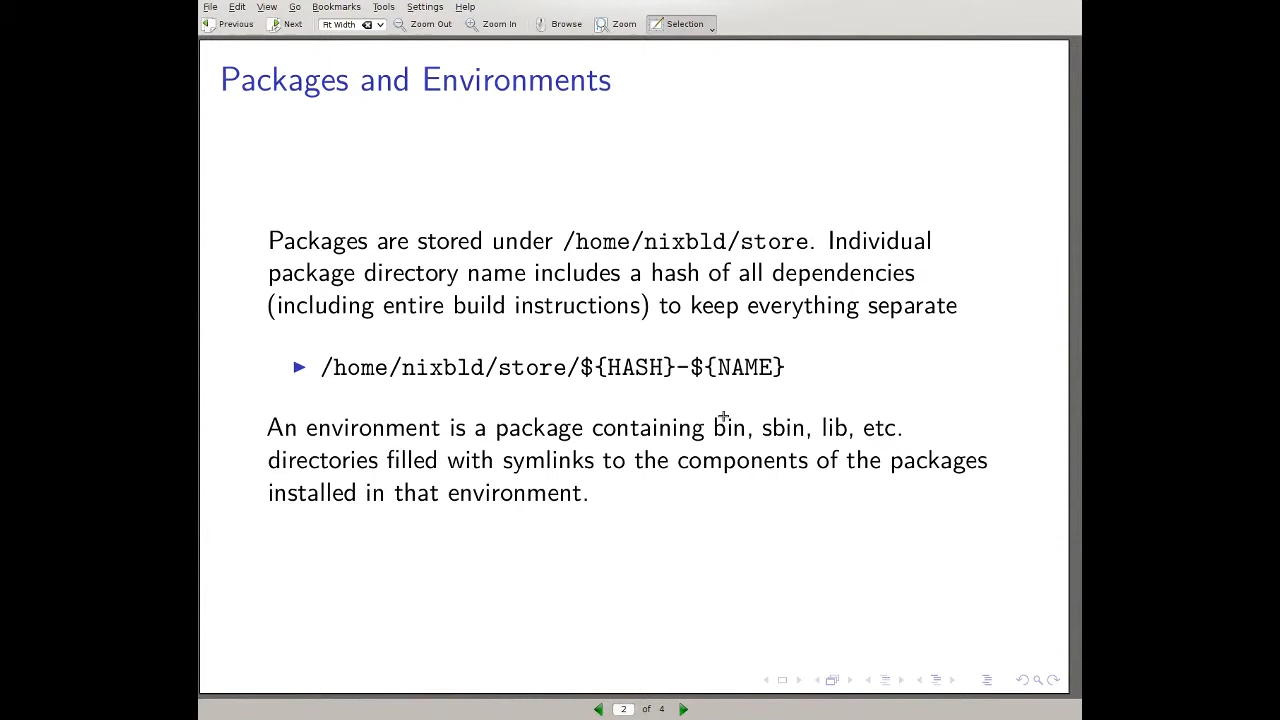 File Edit View Go Bookmarks Tools Settings Help
Previous Next Fit Width Zoom Out Zoom In Browse Zoom Selection
Packages and Environments
Packages are stored under /home/nixbld/store. Individual
package directory name includes a hash of all dependencies
(including entire build instructions) to keep everything separate
/home/nixbld/store/${HASH}-${NAME}
An environment is a package containing bin, sbin, lib, etc.
directories filled with symlinks to the components of the packages
installed in that environment.
2 of 4